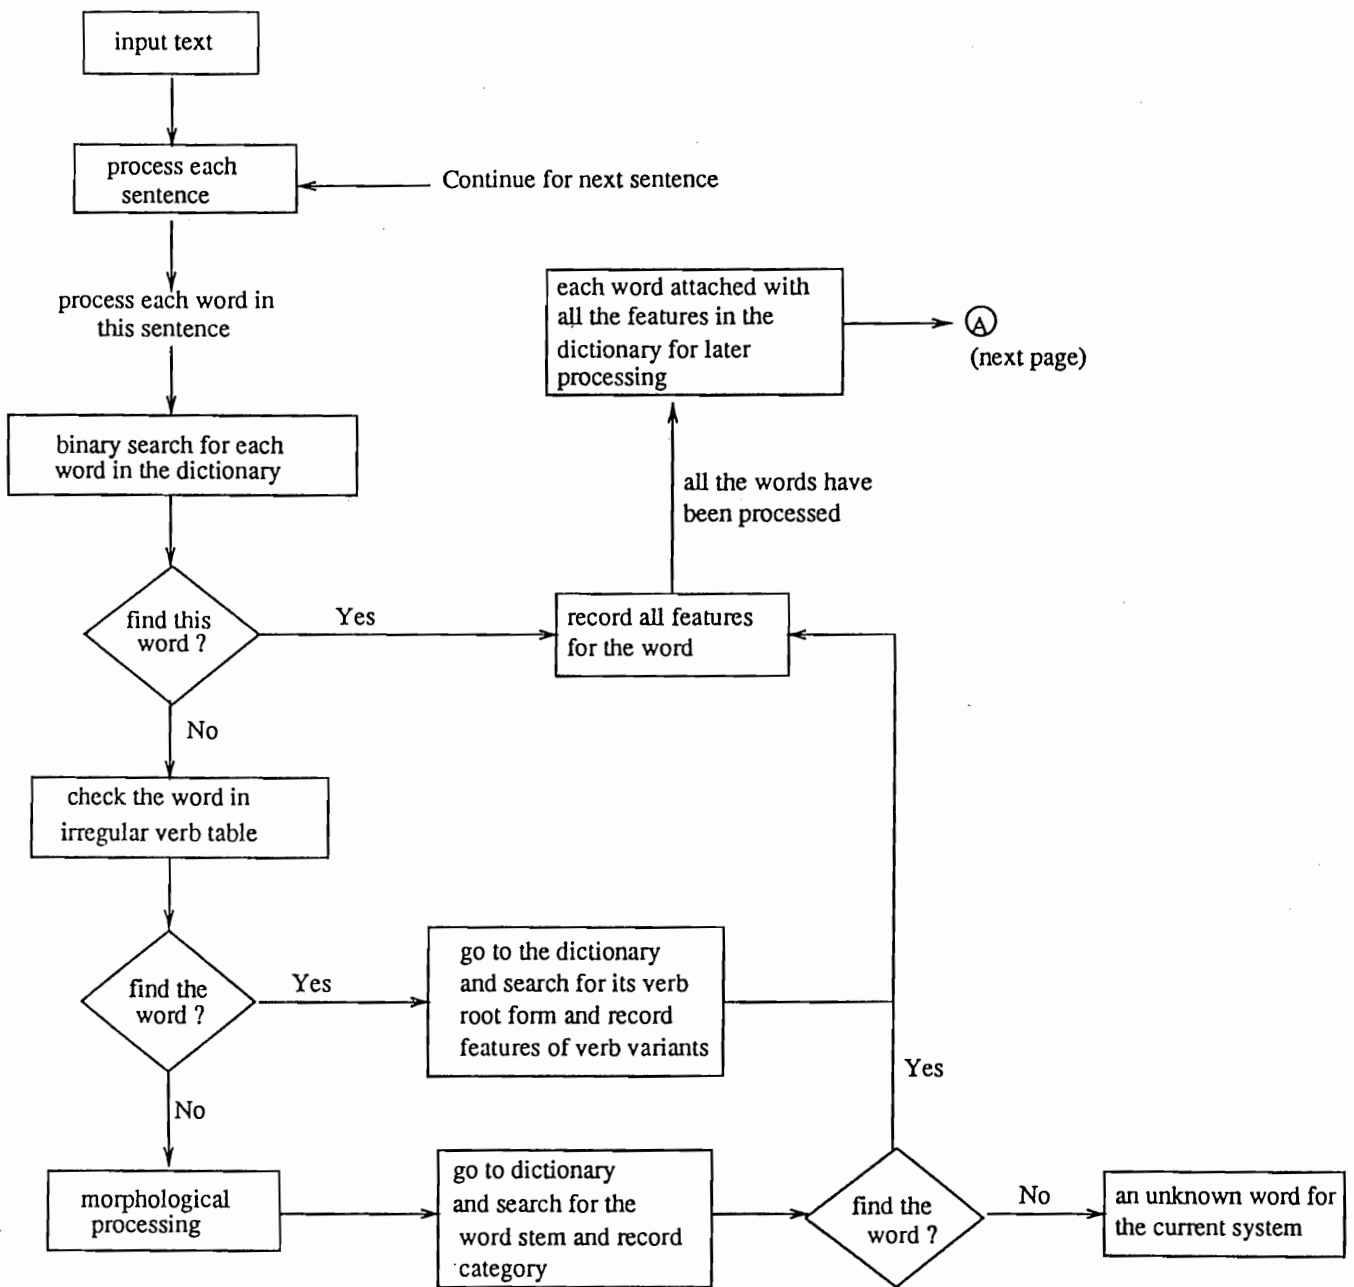 input text
process each
sentence
Continue for next sentence
process each word in
this sentence
each word attached with
all the features in the
dictionary for later
processing
A
(next page)
binary search for each
word in the dictionary
all the words have
been processed
find this
word ?
Yes
record all features
for the word
No
check the word in
irregular verb table
find the
word ?
Yes
go to the dictionary
and search for its verb
root form and record
features of verb variants
Yes
No
morphological
processing
go to dictionary
and search for the
word stem and record
category
find the
word ?
No
an unknown word for
the current system